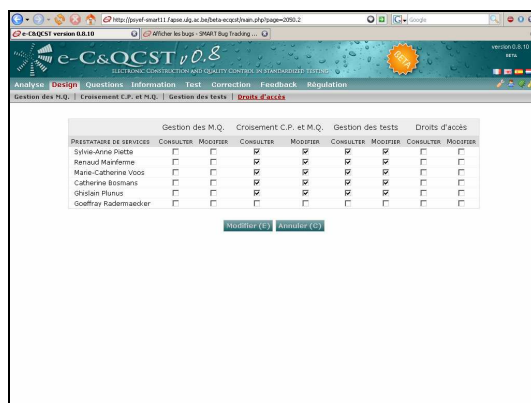 http://psyef-smart11.fapse.ulg.ac.be/beta-ecqcst/main.php?page=2050.2
Google
e-C&QCST version 0.8.10
Afficher les bugs - SMART Bug Tracking ...
e-C&QCST v0.8
ELECTRONIC CONSTRUCTION AND QUALITY CONTROL IN STANDARDIZED TESTING
BETA
version 0.8.10
BETA
Analyse Design Questions Information Test Correction Feedback Régulation
Gestion des M.Q. | Croisement C.P. et M.Q. | Gestion des tests | Droits d'accès
Gestion des M.Q. Croisement C.P. et M.Q. Gestion des tests Droits d'accès
PRESTATAIRE DE SERVICES CONSULTER MODIFIER CONSULTER MODIFIER CONSULTER MODIFIER CONSULTER MODIFIER
Sylvie-Anne Piette
Renaud Mainferme
Marie-Catherine Voos
Catherine Bosmans
Ghislain Plunus
Goeffray Radermaecker
Modifier (E) Annuler (C)